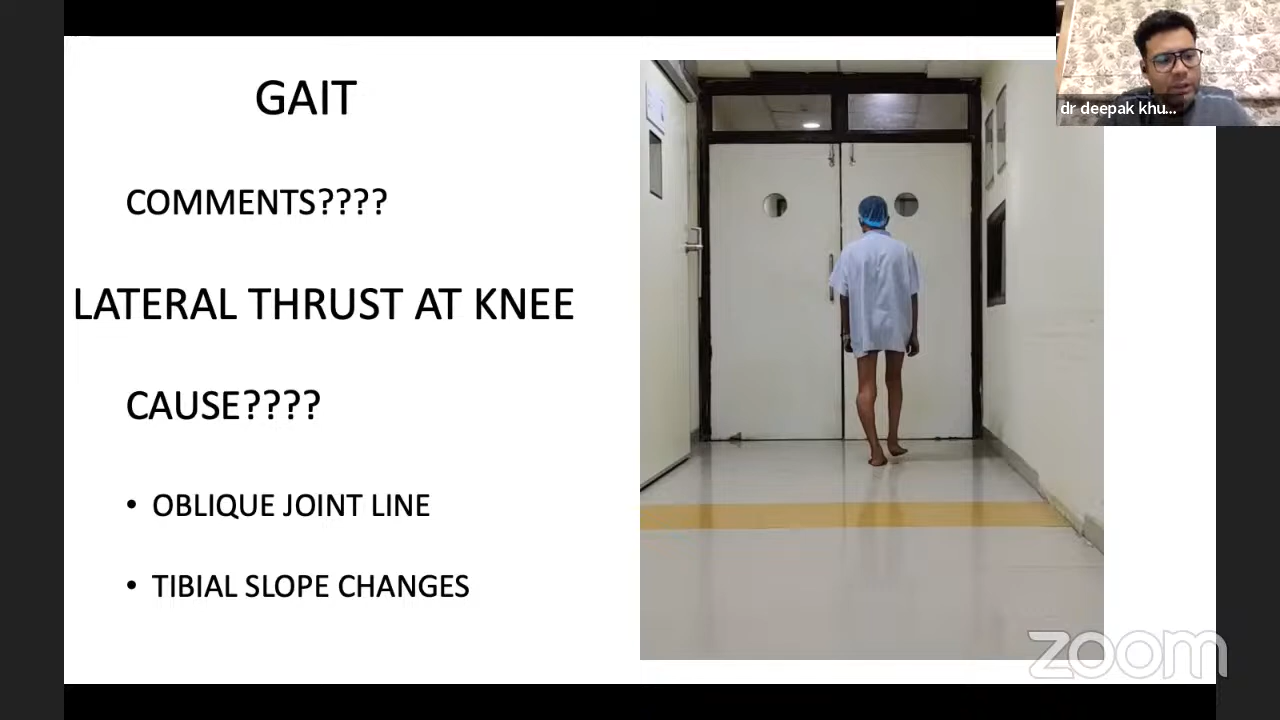 GAIT
COMMENTS????
LATERAL THRUST AT KNEE
CAUSE????
• OBLIQUE JOINT LINE
• TIBIAL SLOPE CHANGES
dr deepak khu...
zoom